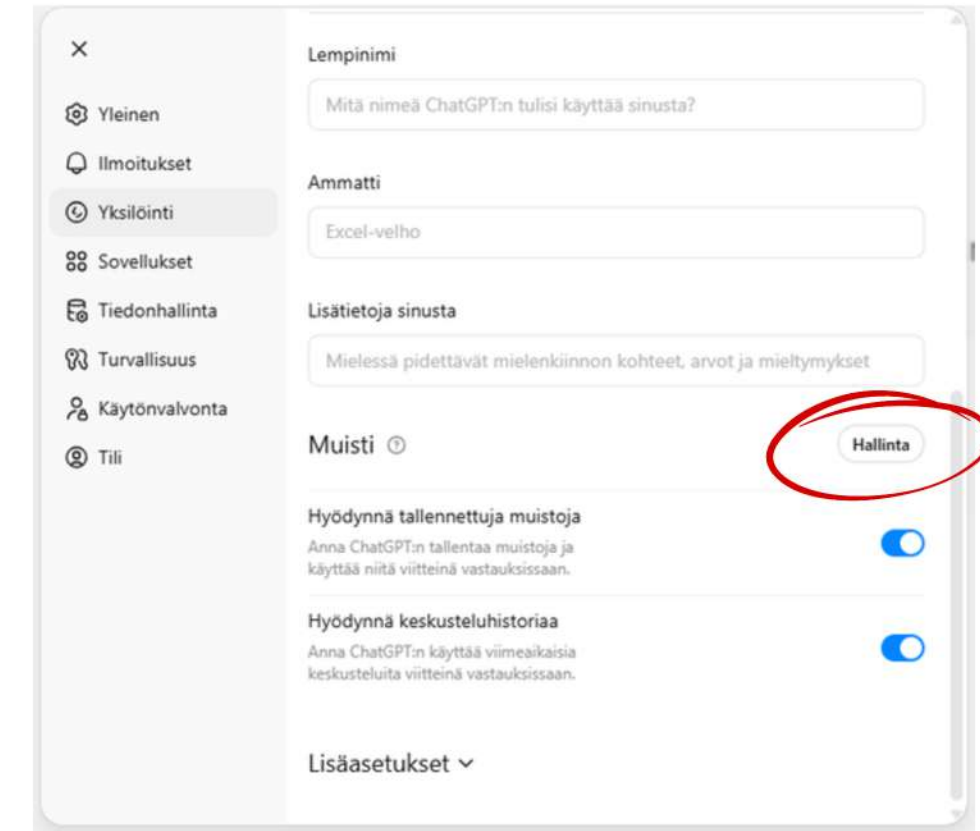 Yleinen
Ilmoitukset
Yksilöinti
Sovellukset
Tiedonhallinta
Turvallisuus
Käytönvalvonta
Tili
Lempinimi
Mitä nimeä ChatGPT:n tulisi käyttää sinusta?
Ammatti
Excel-velho
Lisätietoja sinusta
Mielessä pidettävät mielenkiinnon kohteet, arvot ja mieltymykset
Muisti
Hallinta
Hyödynnä tallennettuja muistoja
Anna ChatGPT:n tallentaa muistoja ja
käyttää niitä viitteinä vastauksissaan.
Hyödynnä keskusteluhistoriaa
Anna ChatGPT:n käyttää viimeaikaisia
keskusteluita viitteinä vastauksissaan.
Lisäasetukset